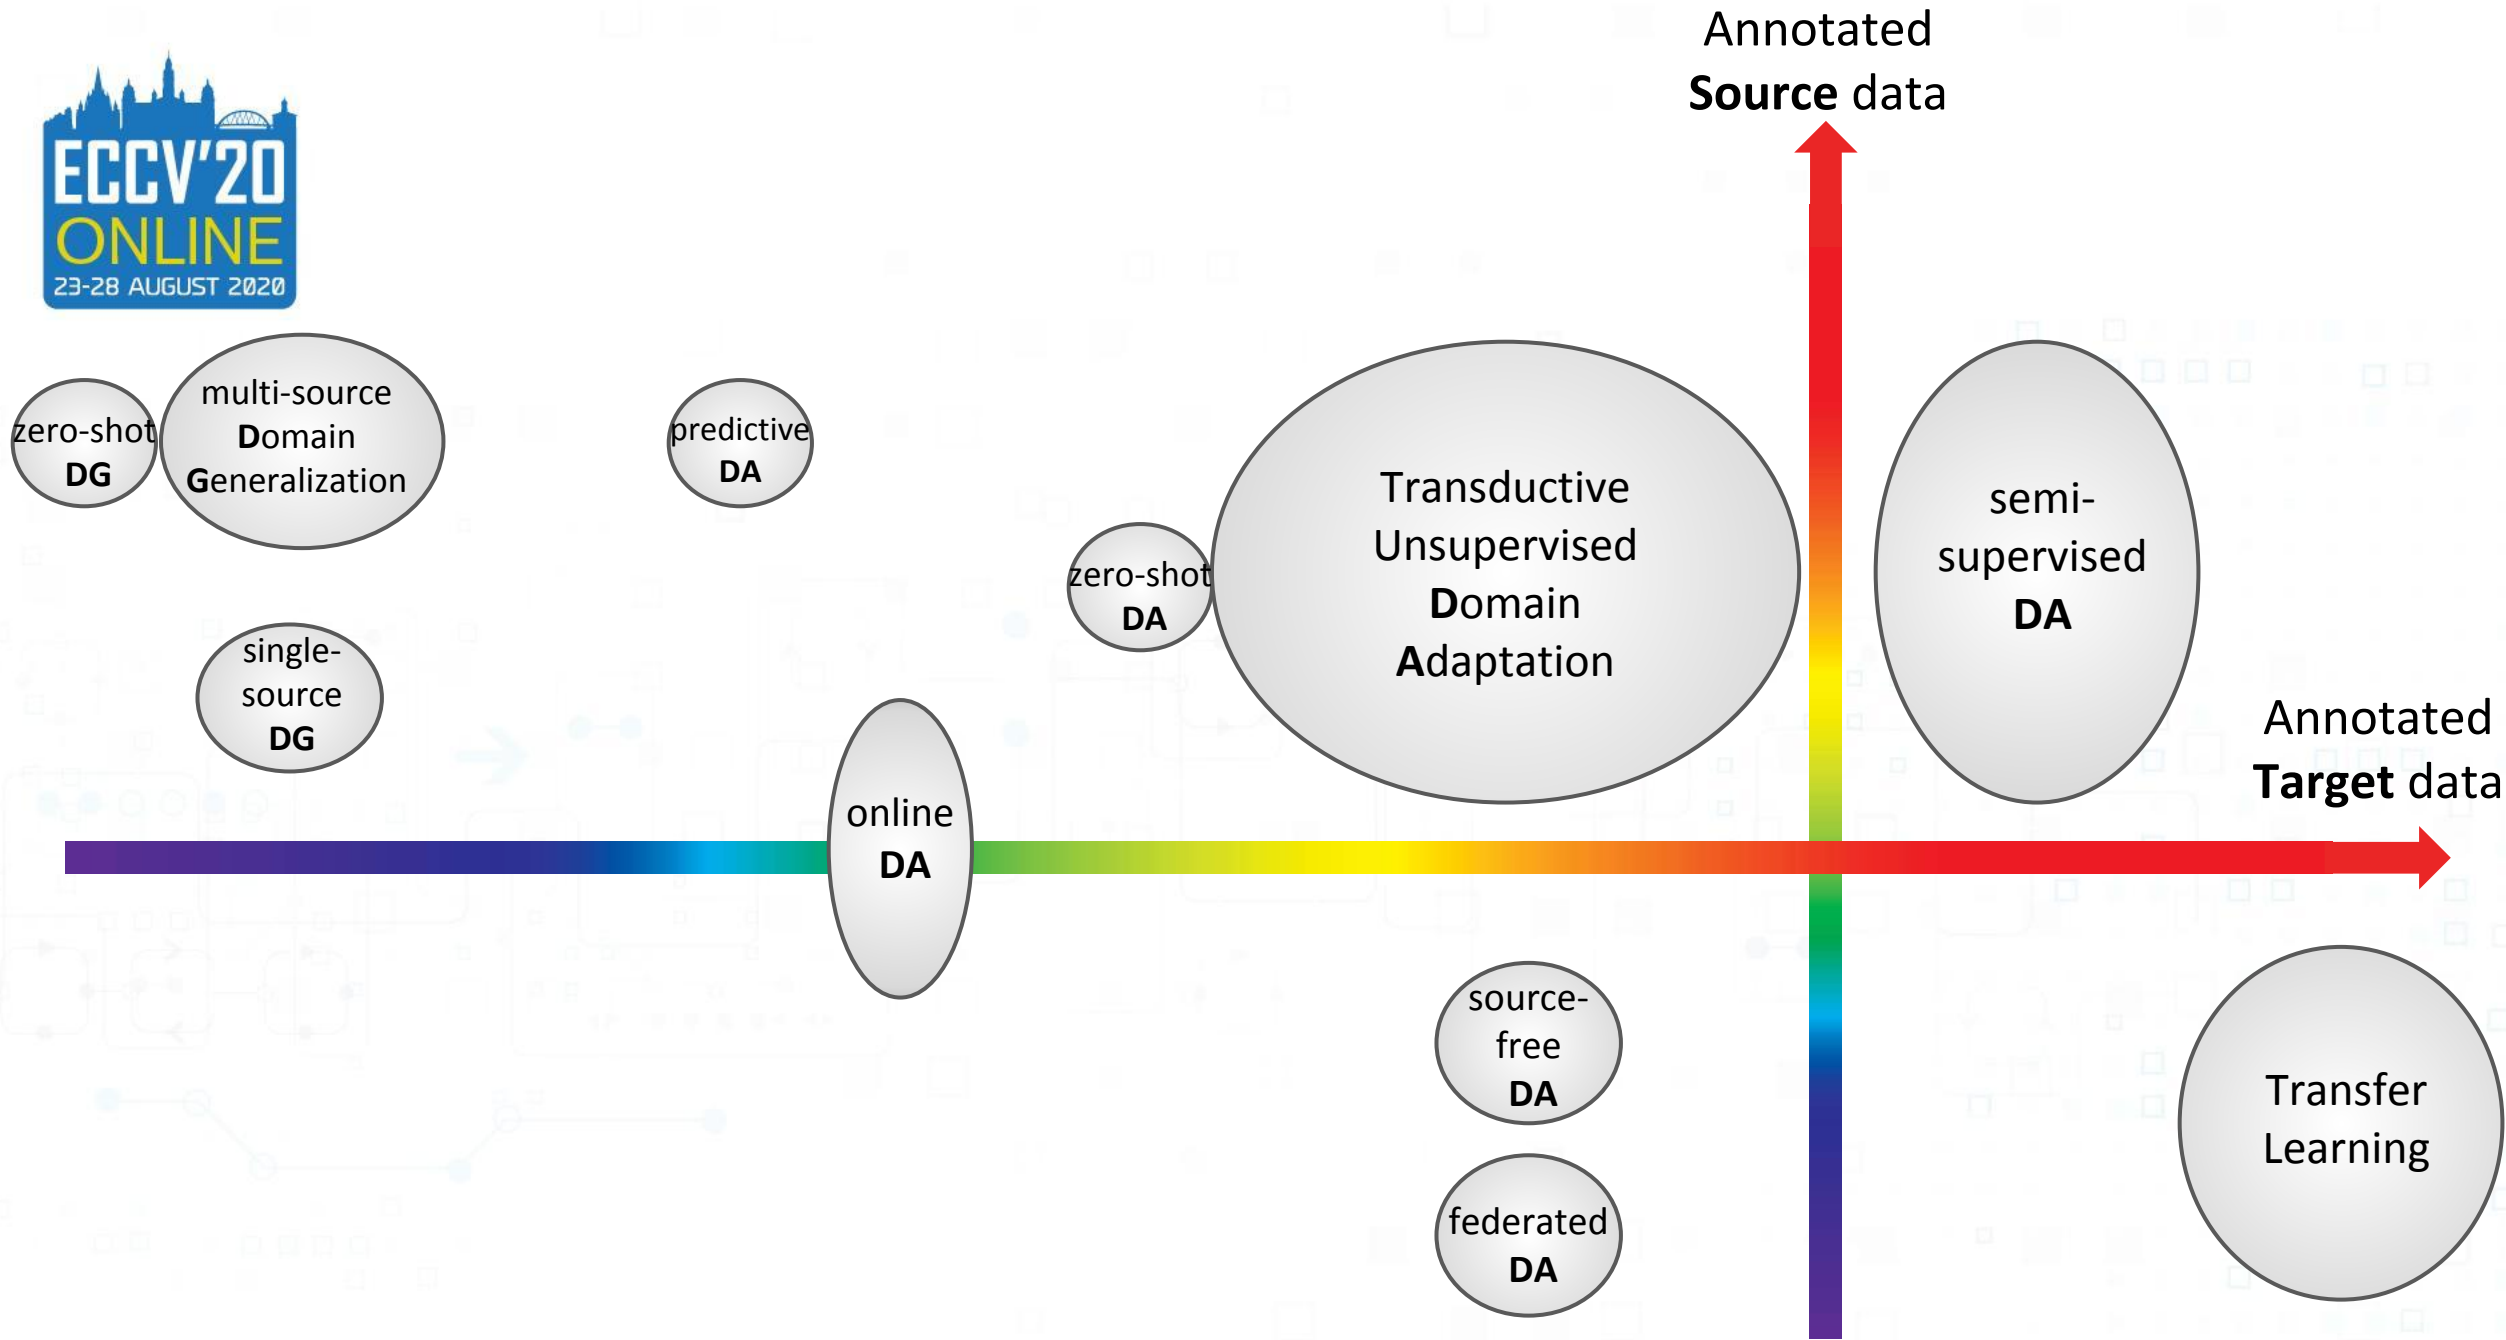 Annotated
Source data
ECCV'20
ONLINE
23-28 AUGUST 2020
zero-shot
DG
multi-source
Domain
Generalization
predictive
DA
zero-shot
DA
Transductive
Unsupervised
Domain
Adaptation
semi-
supervised
DA
single-
source
DG
Annotated
Target data
online
DA
source-
free
DA
federated
DA
Transfer
Learning